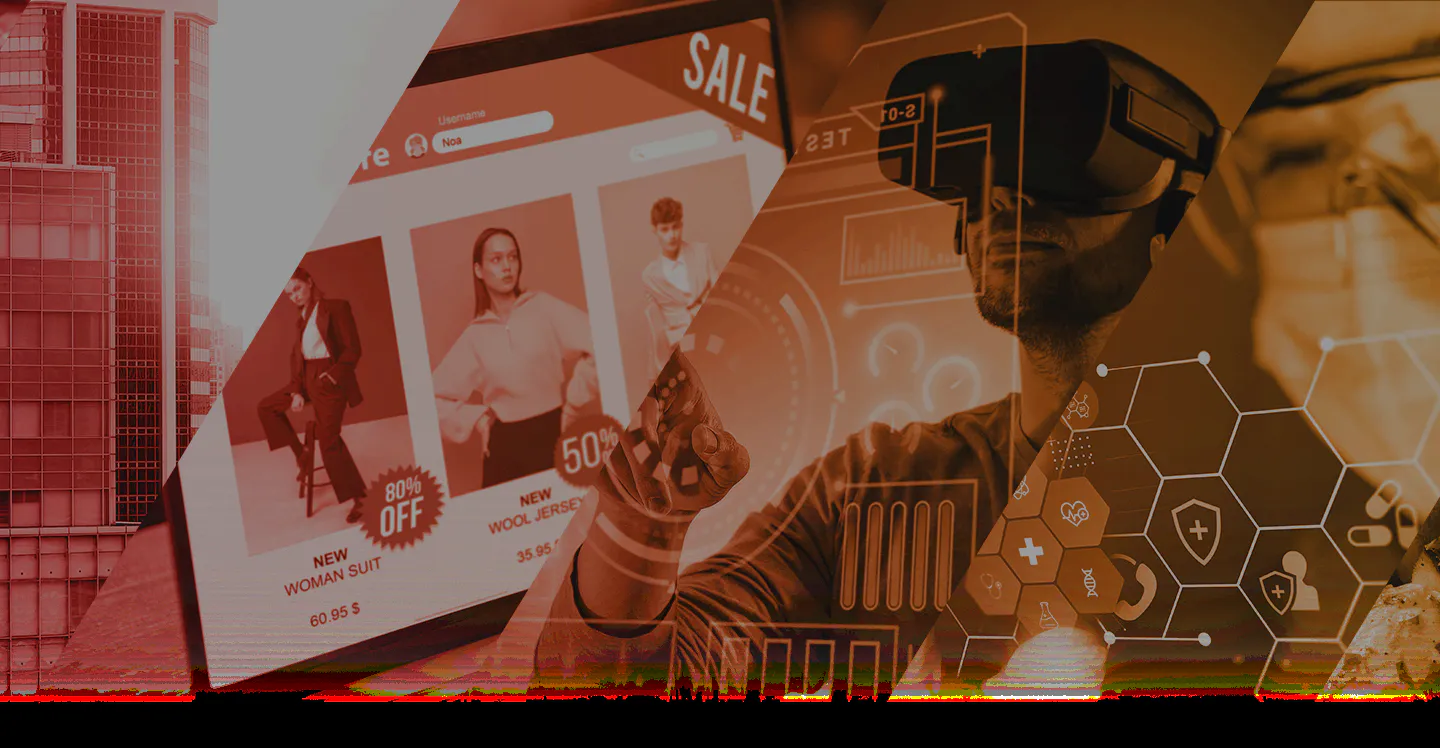 SALE
Username
Noa
re
S-01
TES
50%
80%
OFF
NEW
WOOL JERSEY
35.95
NEW
WOMAN SUIT
60.95 $